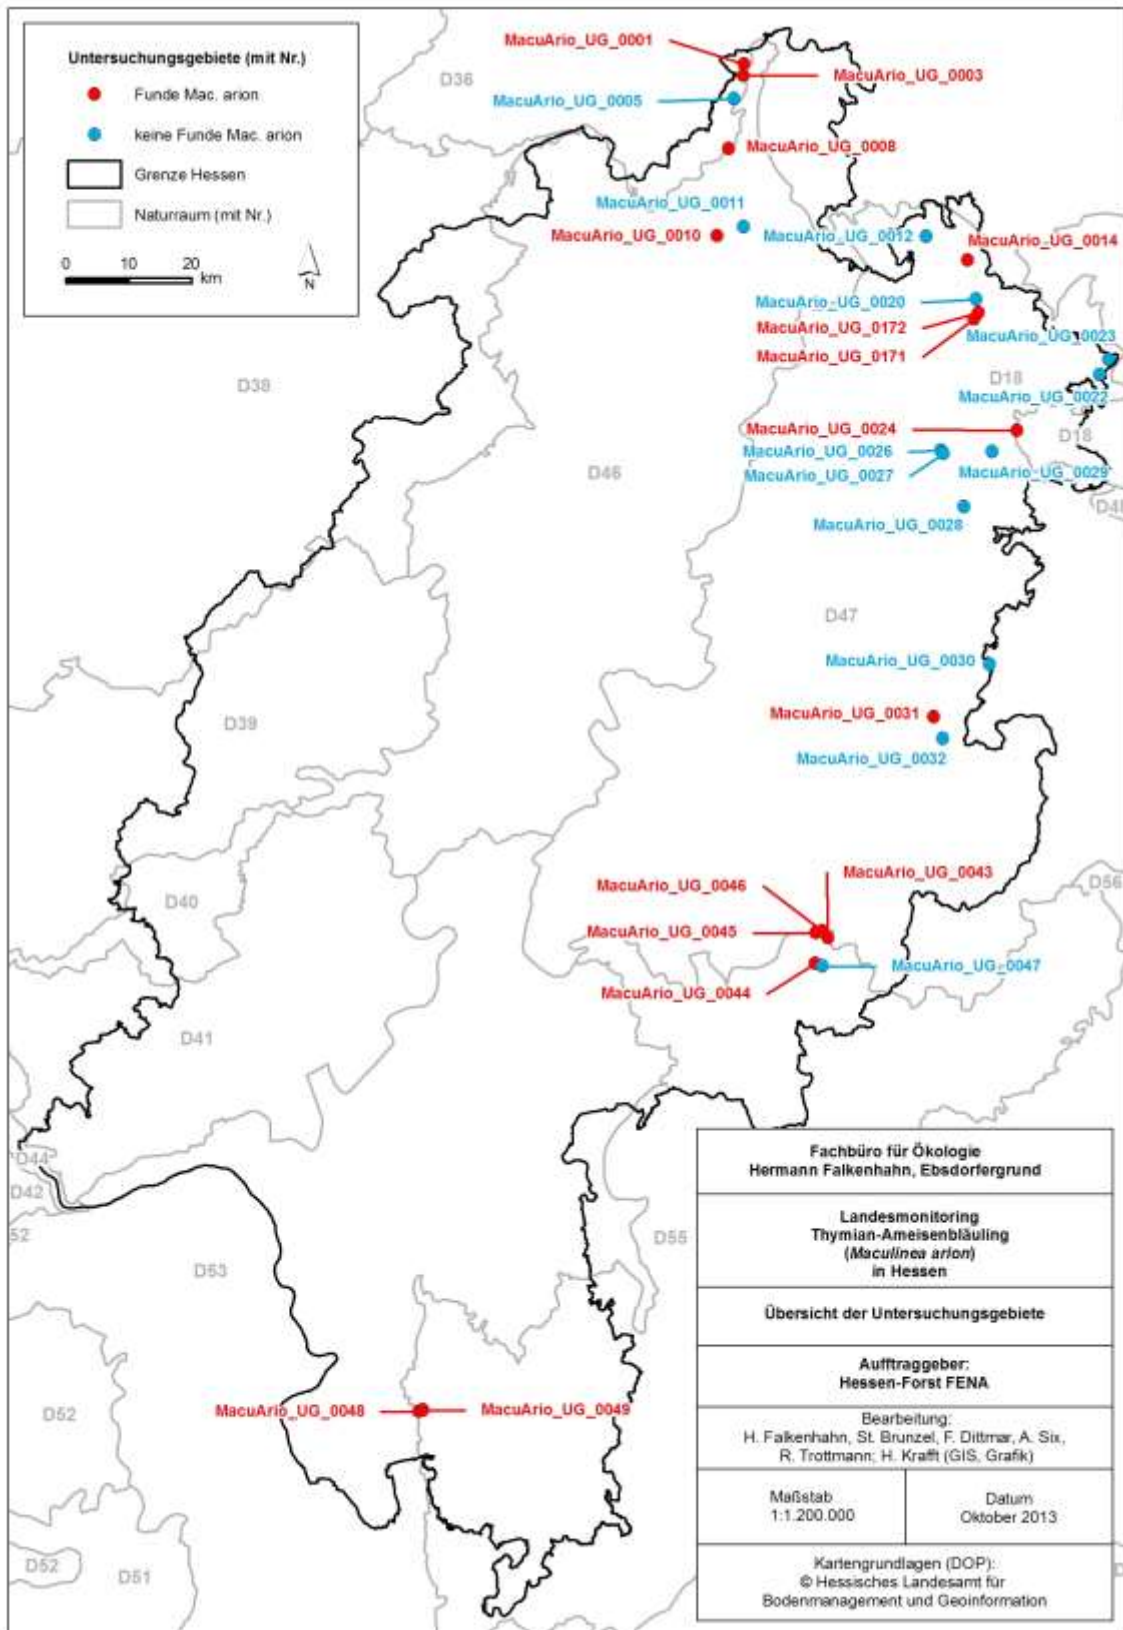 Untersuchungsgebiete (mit Nr.)
Funde Mac. arion
keine Funde Mac. arion
Grenze Hessen
Naturraum (mit Nr.)
0 10 20
km
N
MacuArio_UG_0001
D36
MacuArio_UG_0003
MacuArio_UG_0005
MacuArio_UG_0008
MacuArio_UG_0011
MacuArio_UG_0010
MacuArio_UG_0012
MacuArio_UG_0014
MacuArio_UG_0020
MacuArio_UG_0172
MacuArio_UG_0023
MacuArio_UG_0171
D38
D18
MacuArio_UG_0022
MacuArio_UG_0024
D18
MacuArio_UG_0026
D46
MacuArio_UG_0029
MacuArio_UG_0027
MacuArio_UG_0028
D47
MacuArio_UG_0030
MacuArio_UG_0031
D39
MacuArio_UG_0032
MacuArio_UG_0043
MacuArio_UG_0046
D56
D40
MacuArio_UG_0045
MacuArio_UG_0047
MacuArio_UG_0044
D41
D44
D42
52
D53
D55
MacuArio_UG_0048
MacuArio_UG_0049
D52
D52
D51
Fachbüro für Ökologie
Hermann Falkenhahn, Ebsdorfergrund
Landesmonitoring
Thymian-Ameisenbläuling
(Maculinea arion)
in Hessen
Übersicht der Untersuchungsgebiete
Aufftraggeber:
Hessen-Forst FENA
Bearbeitung:
H. Falkenhahn, St. Brunzel, F. Dittmar, A. Six,
R. Trottmann; H. Krafft (GIS, Grafik)
Maßstab
1:1.200.000
Datum
Oktober 2013
Kartengrundlagen (DOP):
© Hessisches Landesamt für
Bodenmanagement und Geoinformation